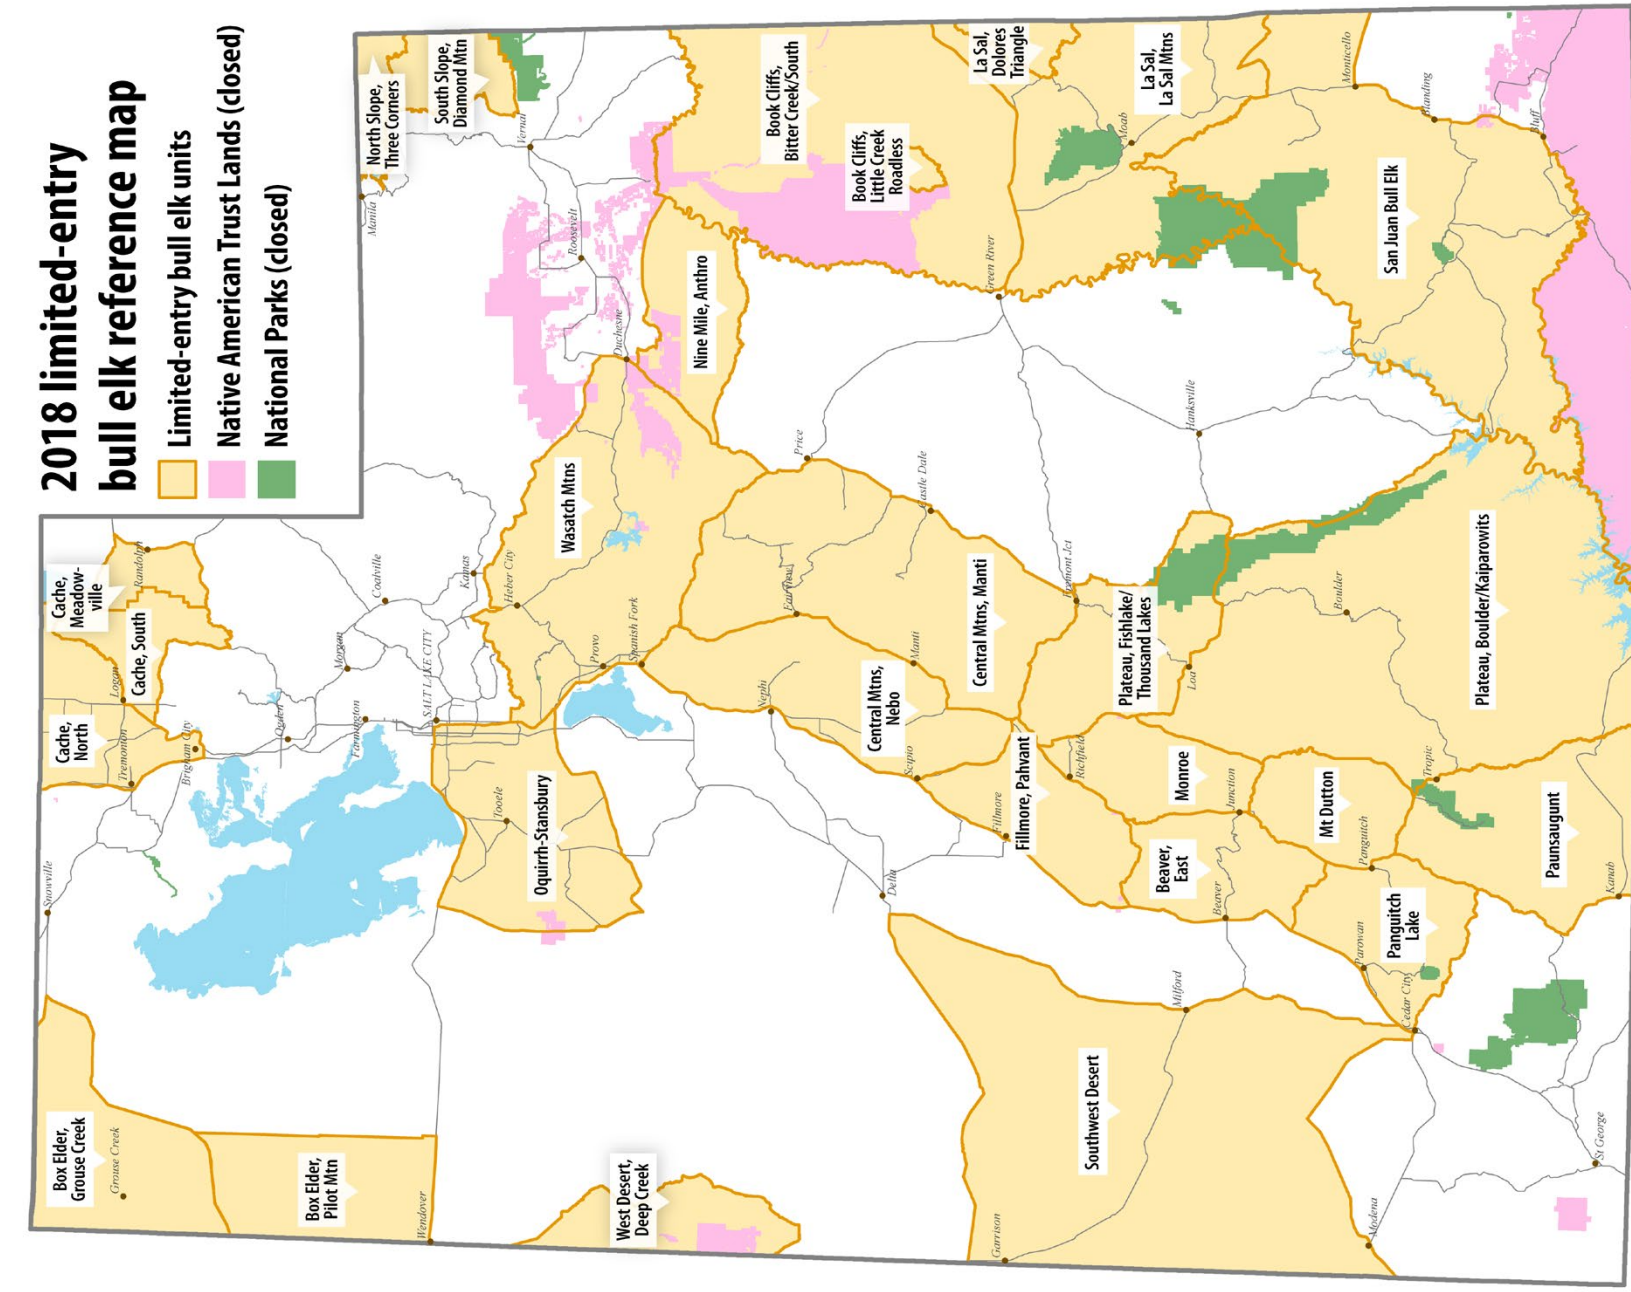 2018 limited-entry
bull elk reference map
Limited-entry bull elk units
Native American Trust Lands (closed)
National Parks (closed)
Cache,
North
Cache,
Meadow-
ville
Cache, South
Randolph
Logan
Tremonton
Brigham City
Snowville
Box Elder,
Grouse Creek
Grouse Creek
Box Elder,
Pilot Mtn
Wendover
Ogden
Morgan
Coalville
Farmington
SALT LAKE CITY
Kamas
Heber City
Tooele
Oquirrh-Stansbury
Provo
Spanish Fork
Wasatch Mtns
North Slope,
Three Corners
South Slope,
Diamond Mtn
Manila
Vernal
Roosevelt
Duchesne
Nine Mile, Anthro
Book Cliffs,
Bitter Creek/South
Book Cliffs,
Little Creek
Roadless
West Desert,
Deep Creek
Nephi
Fairview
Price
Castle Dale
Manti
Central Mtns,
Nebo
Central Mtns, Manti
Scipio
Delta
Fillmore
Fillmore, Pahvant
Richfield
Fremont Jct
Green River
La Sal,
Dolores
Triangle
La Sal,
La Sal Mtns
Moab
Monticello
Blanding
Bluff
San Juan Bull Elk
Hanksville
Plateau, Fishlake/
Thousand Lakes
Loa
Monroe
Junction
Beaver,
East
Beaver
Milford
Garrison
Southwest Desert
Modena
Mt Dutton
Panguitch
Panguitch
Lake
Parowan
Cedar City
Boulder
Tropic
Plateau, Boulder/Kaiparowits
Paunsaugunt
Kanab
St George